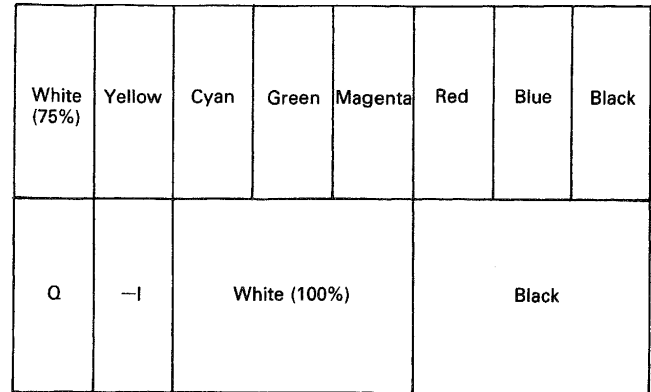 White Yellow Cyan Green Magenta Red Blue Black
(75%)
Q —I White (100%) Black